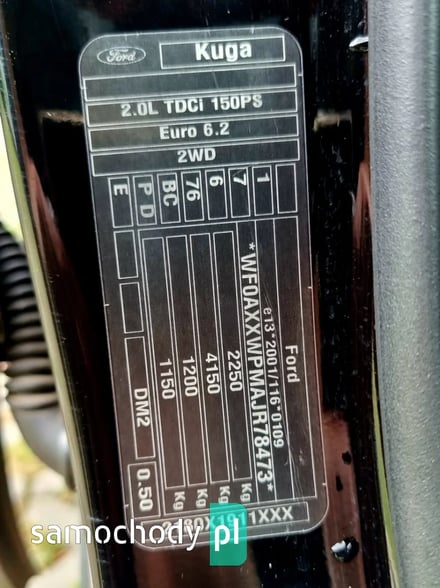 Ford
Kuga
2.0L TDCi 150PS
Euro 6.2
2WD
E PD BC 76 6 7 1
Ford
e13*2001/116*0109
*WF0AXXWPMAJR78473*
2250 Kg
4150 Kg
1200 Kg
1150 Kg
DM2 0.50
samochody pl